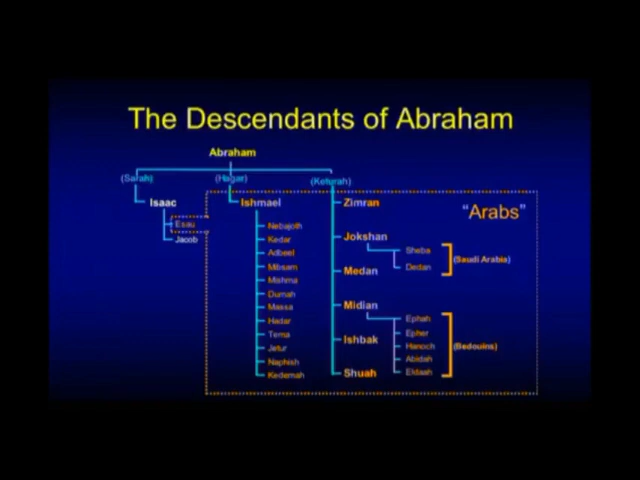 The Descendants of Abraham
Abraham
(Sarah)
(Hagar)
(Keturah)
Isaac
Esau
Jacob
Ishmael
Nebajoth
Kedar
Adbeel
Mibsam
Mishma
Dumah
Massa
Hadar
Tema
Jetur
Naphish
Kedemah
Zimran
Jokshan
Sheba
Dedan
(Saudi Arabia)
Medan
Midian
Ephah
Epher
Hanoch
Abidah
Eldaah
(Bedouins)
Ishbak
Shuah
“Arabs”